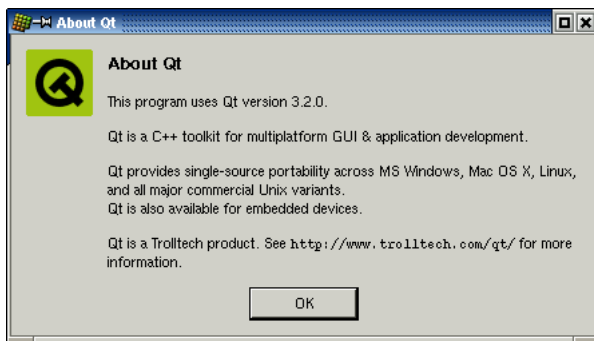 About Qt
About Qt
This program uses Qt version 3.2.0.
Qt is a C++ toolkit for multiplatform GUI & application development.
Qt provides single-source portability across MS Windows, Mac OS X, Linux,
and all major commercial Unix variants.
Qt is also available for embedded devices.
Qt is a Trolltech product. See http://www.trolltech.com/qt/ for more
information.
OK